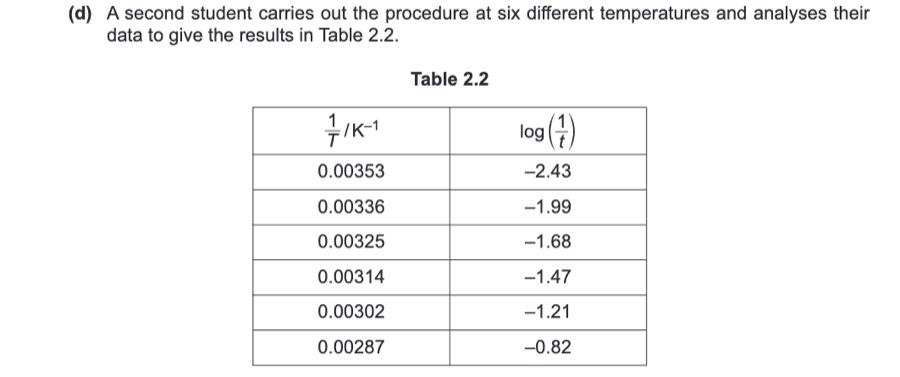 (d) A second student carries out the procedure at six different temperatures and analyses their
data to give the results in Table 2.2.
Table 2.2
1/T /K⁻¹ log(1/t)
0.00353 –2.43
0.00336 –1.99
0.00325 –1.68
0.00314 –1.47
0.00302 –1.21
0.00287 –0.82